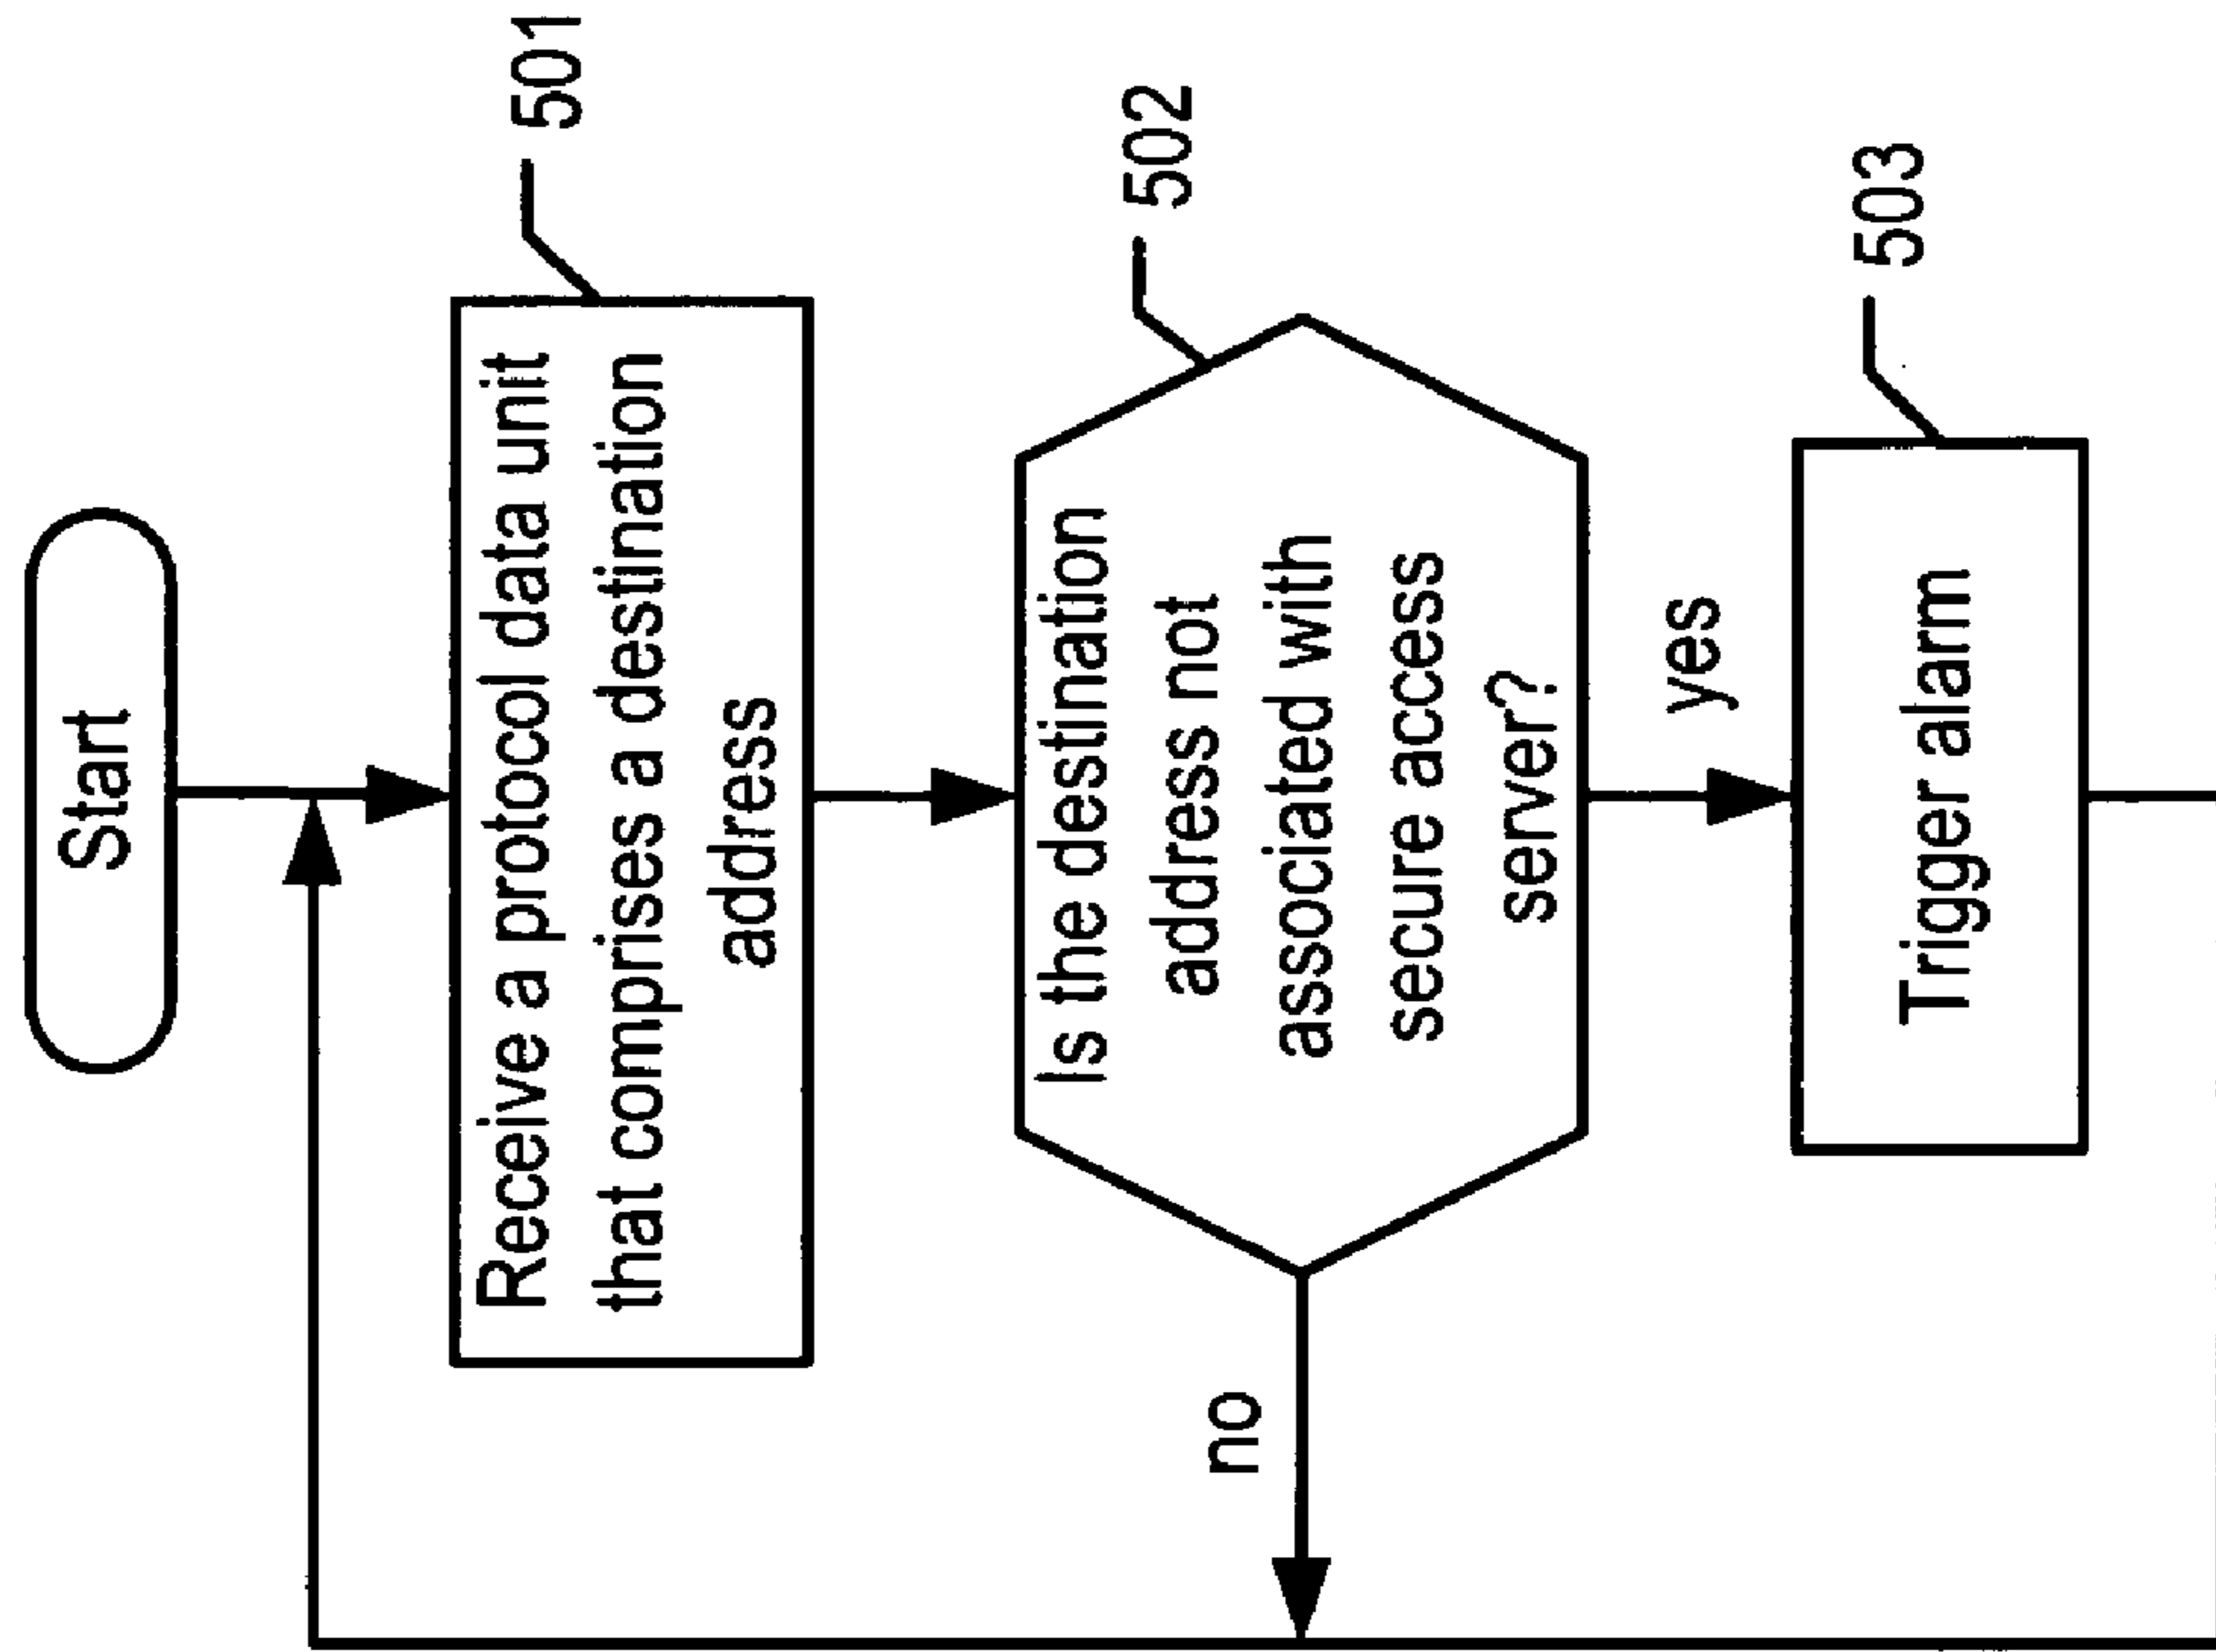 Start
Receive a protocol data unit
that comprises a destination
address
501
Is the destination
address not
associated with
secure access
server?
502
no
yes
Trigger alarm
503